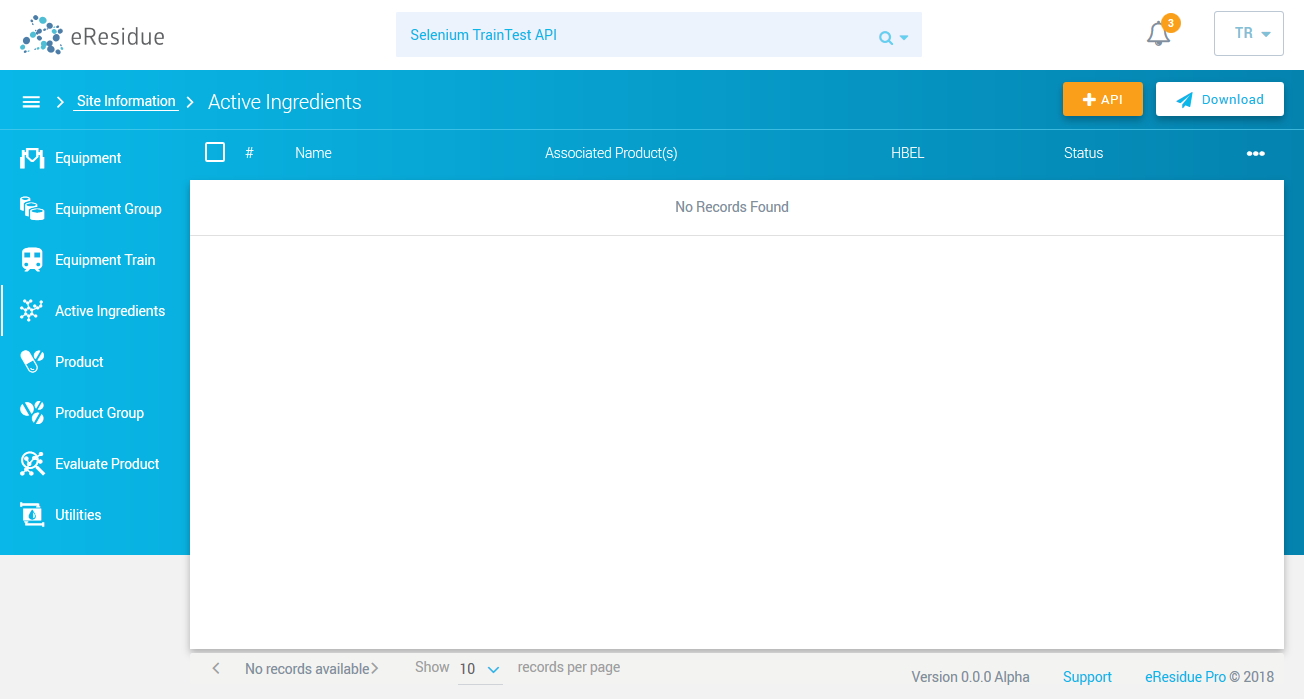 eResidue
Selenium TrainTest API
3
TR
Site Information
Active Ingredients
+ API
Download
Equipment
Equipment Group
Equipment Train
Active Ingredients
Product
Product Group
Evaluate Product
Utilities
# Name Associated Product(s) HBEL Status •••
No Records Found
No records available
Show 10 records per page
Version 0.0.0 Alpha Support eResidue Pro © 2018